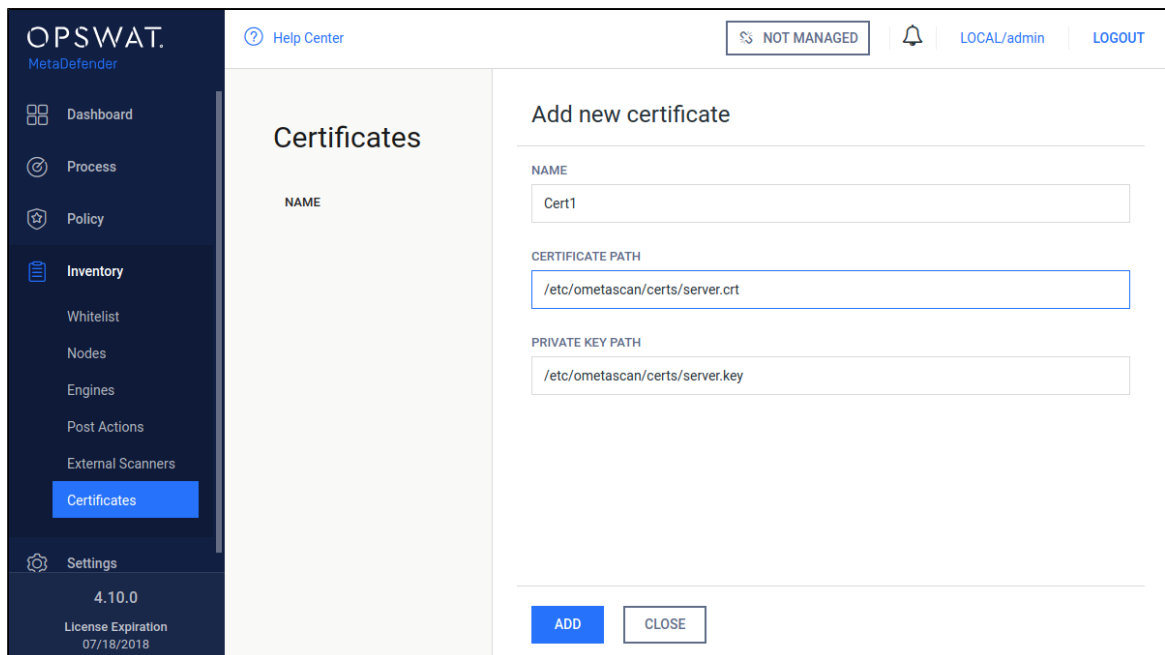 OPSWAT.
MetaDefender
Help Center
NOT MANAGED
LOCAL/admin
LOGOUT
Dashboard
Process
Policy
Inventory
Whitelist
Nodes
Engines
Post Actions
External Scanners
Certificates
Settings
4.10.0
License Expiration
07/18/2018
Certificates
NAME
Add new certificate
NAME
Cert1
CERTIFICATE PATH
/etc/ometascan/certs/server.crt
PRIVATE KEY PATH
/etc/ometascan/certs/server.key
ADD
CLOSE